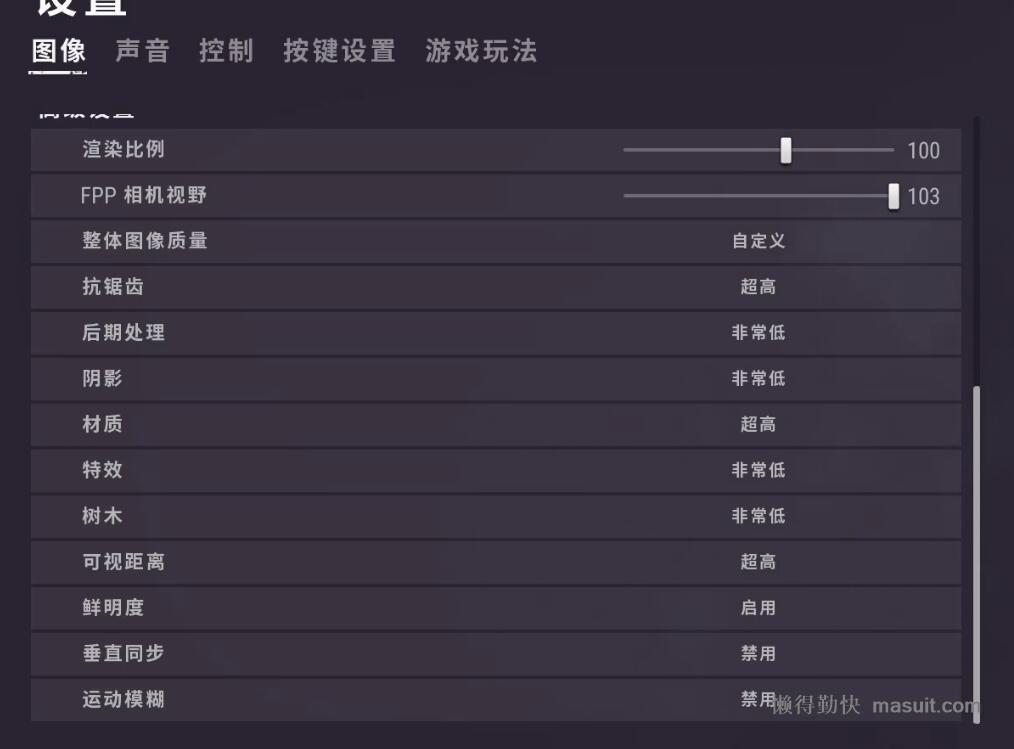 设置
图像 声音 控制 按键设置 游戏玩法
高级设置
渲染比例 100
FPP 相机视野 103
整体图像质量 自定义
抗锯齿 超高
后期处理 非常低
阴影 非常低
材质 超高
特效 非常低
树木 非常低
可视距离 超高
鲜明度 启用
垂直同步 禁用
运动模糊 禁用
懒得勤快 masuit.com